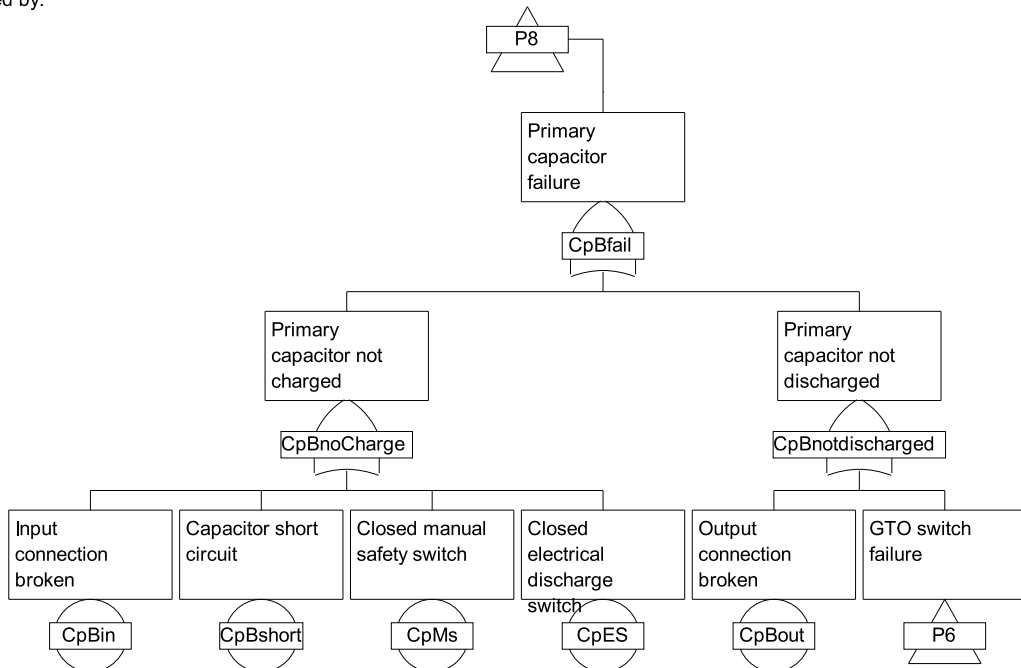 ed by:
P8
Primary
capacitor
failure
CpBfail
Primary
capacitor not
charged
Primary
capacitor not
discharged
CpBnoCharge
CpBnotdischarged
Input
connection
broken
Capacitor short
circuit
Closed manual
safety switch
Closed
electrical
discharge
switch
Output
connection
broken
GTO switch
failure
CpBin
CpBshort
CpMs
CpES
CpBout
P6